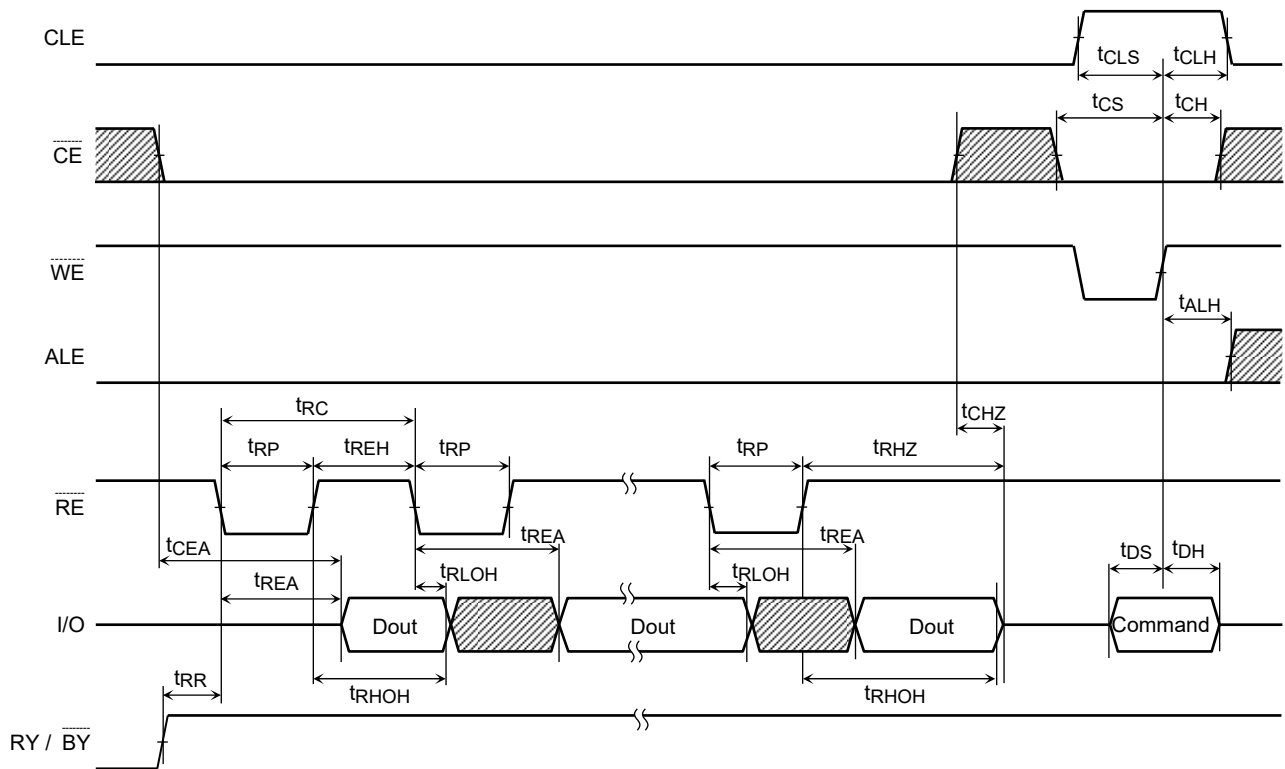 CLE
tCLS
tCLH
tCS
tCH
CE
WE
tALH
ALE
tRC
tCHZ
tRP
tREH
tRP
tRP
tRHZ
RE
tCEA
tREA
tREA
tDS
tDH
tREA
tRLOH
tRLOH
I/O
Dout
Dout
Dout
Command
tRR
tRHOH
tRHOH
RY / BY